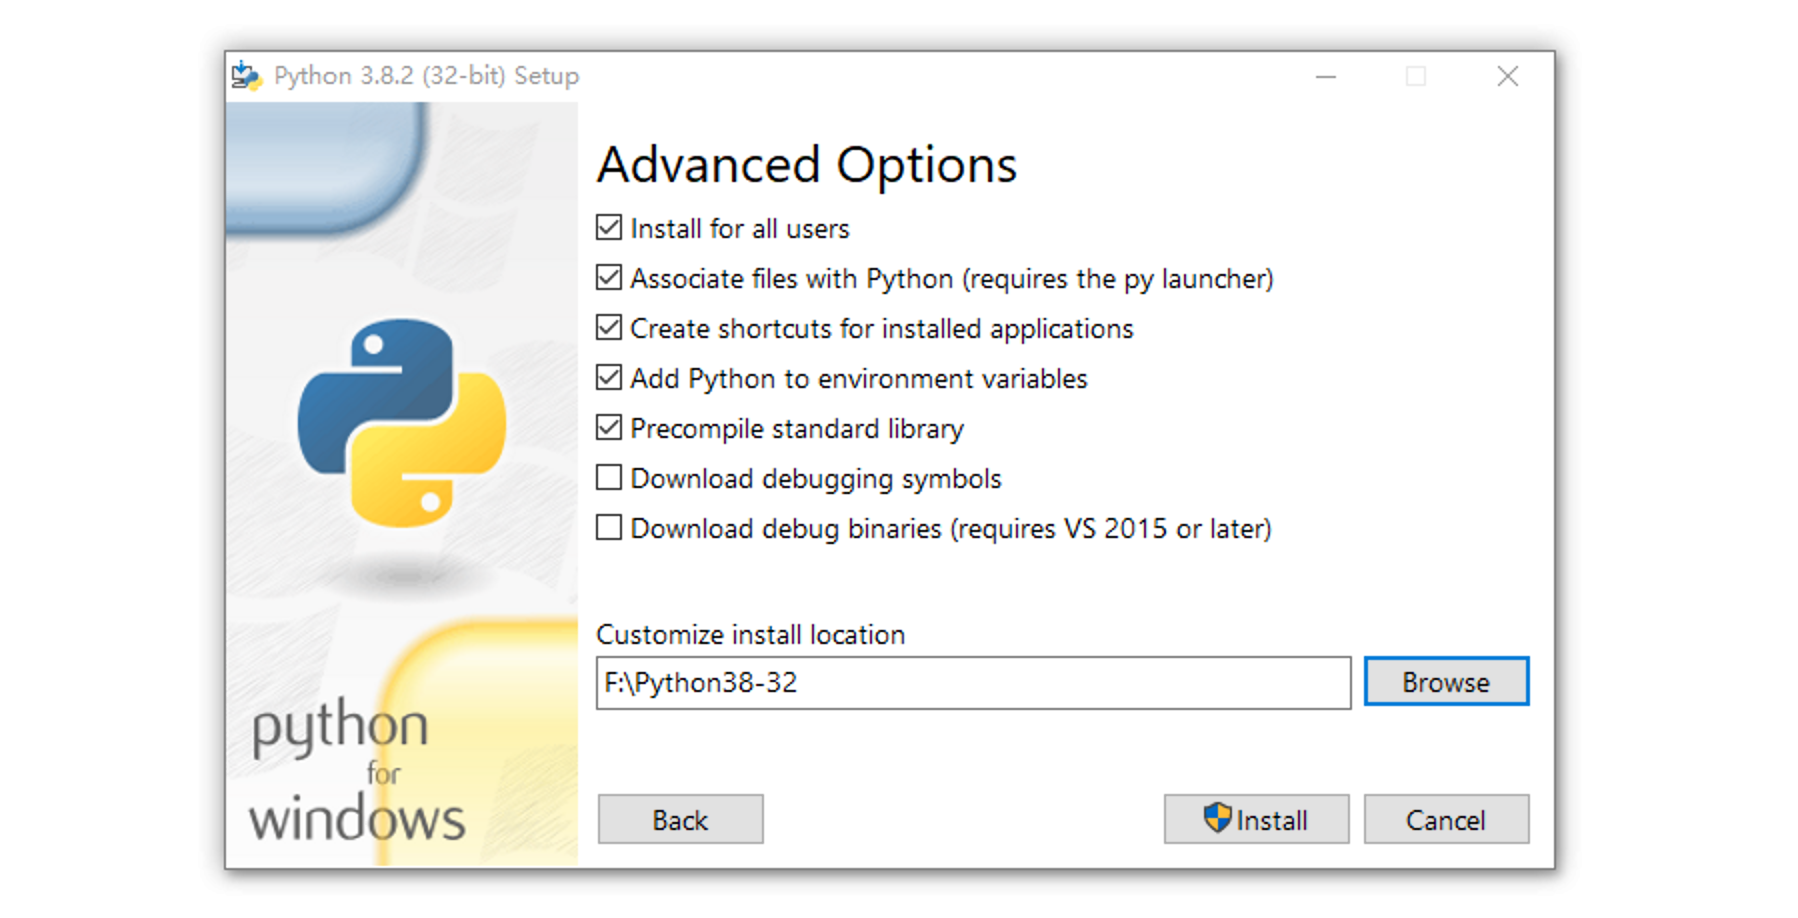 Python 3.8.2 (32-bit) Setup
Advanced Options
Install for all users
Associate files with Python (requires the py launcher)
Create shortcuts for installed applications
Add Python to environment variables
Precompile standard library
Download debugging symbols
Download debug binaries (requires VS 2015 or later)
Customize install location
F:\Python38-32
Browse
python
for
windows
Back
Install
Cancel